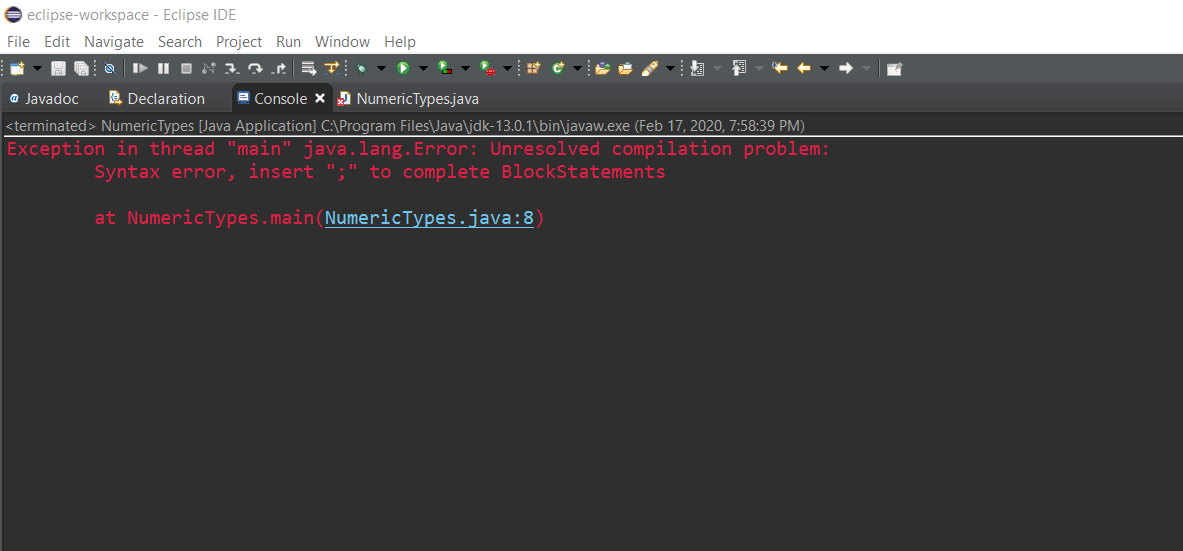 eclipse-workspace - Eclipse IDE
File Edit Navigate Search Project Run Window Help
Javadoc Declaration Console NumericTypes.java
<terminated> NumericTypes [Java Application] C:\Program Files\Java\jdk-13.0.1\bin\javaw.exe (Feb 17, 2020, 7:58:39 PM)
Exception in thread "main" java.lang.Error: Unresolved compilation problem:
Syntax error, insert ";" to complete BlockStatements
at NumericTypes.main(NumericTypes.java:8)